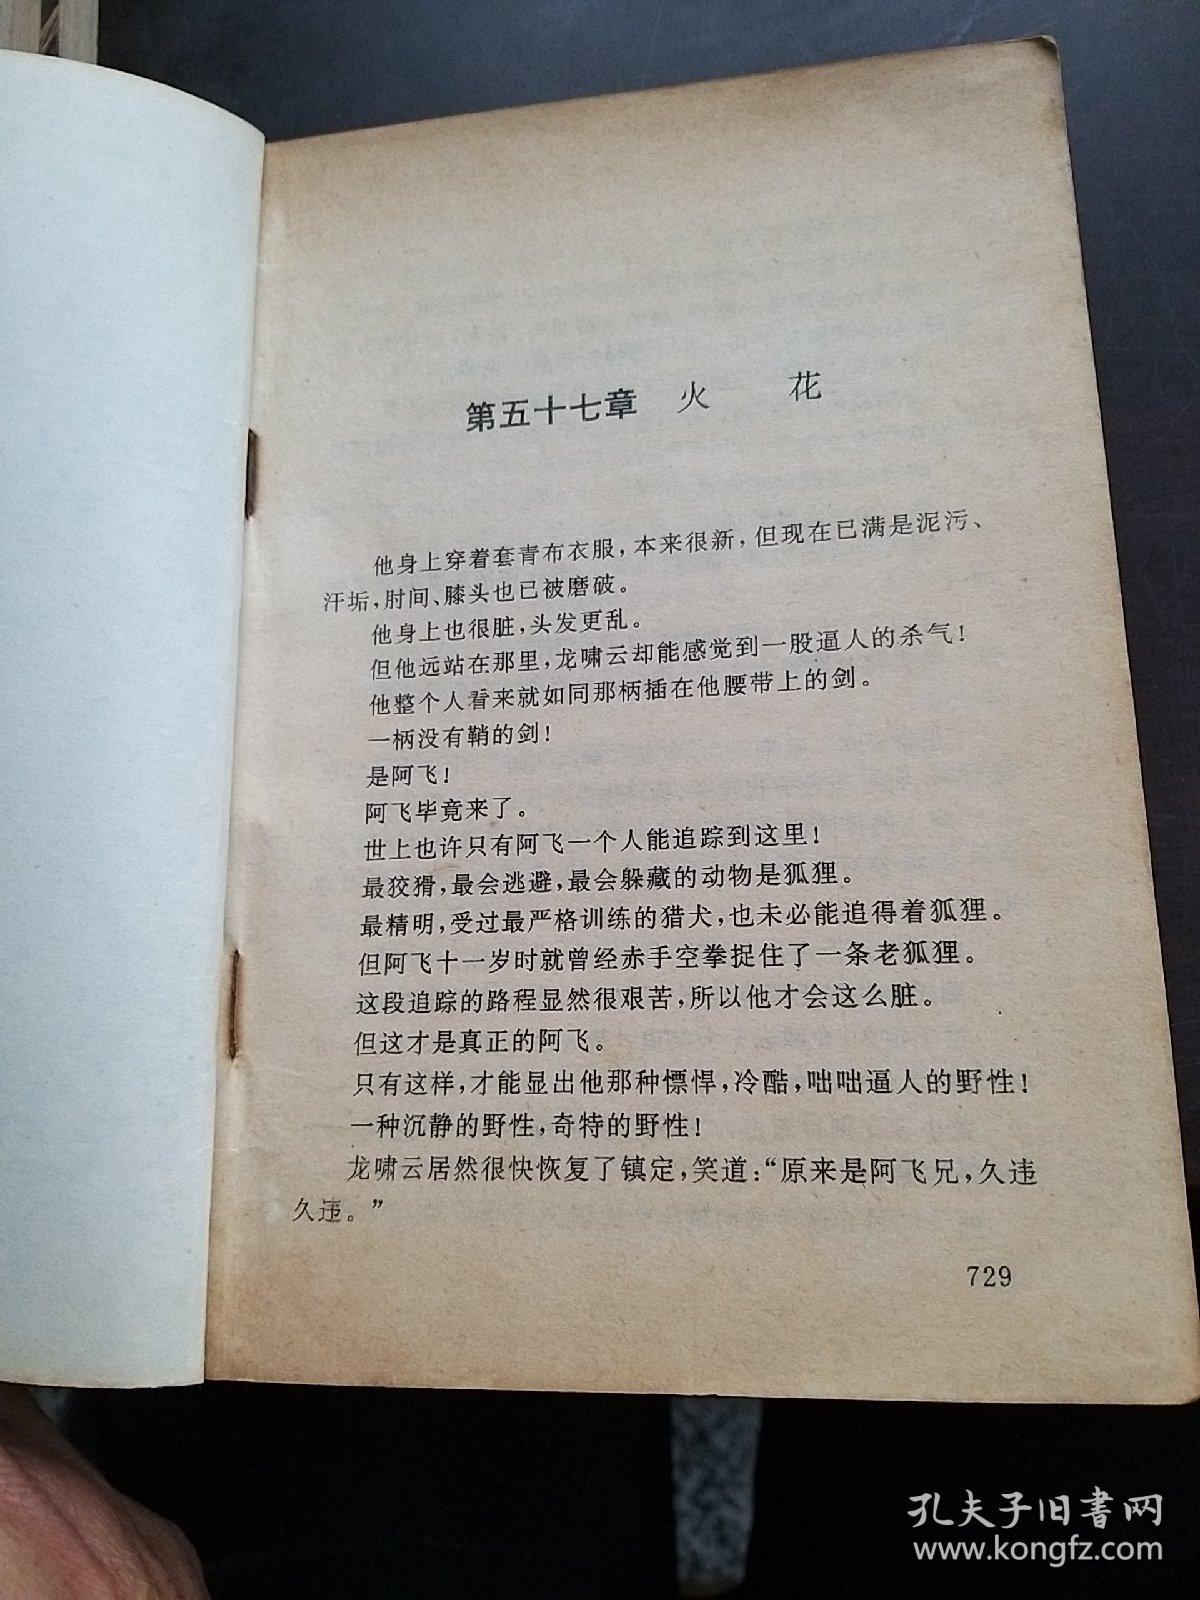 第五十七章　火　　花
他身上穿着套青布衣服，本来很新，但现在已满是泥污、
汗垢，肘间、膝头也已被磨破。
他身上也很脏，头发更乱。
但他远站在那里，龙啸云却能感觉到一股逼人的杀气！
他整个人看来就如同那柄插在他腰带上的剑。
一柄没有鞘的剑！
是阿飞！
阿飞毕竟来了。
世上也许只有阿飞一个人能追踪到这里！
最狡猾，最会逃避，最会躲藏的动物是狐狸。
最精明，受过最严格训练的猎犬，也未必能追得着狐狸。
但阿飞十一岁时就曾经赤手空拳捉住了一条老狐狸。
这段追踪的路程显然很艰苦，所以他才会这么脏。
但这才是真正的阿飞。
只有这样，才能显出他那种慓悍，冷酷，咄咄逼人的野性！
一种沉静的野性，奇特的野性！
龙啸云居然很快恢复了镇定，笑道：“原来是阿飞兄，久违
久违。”
729
孔夫子旧书网
www.kongfz.com